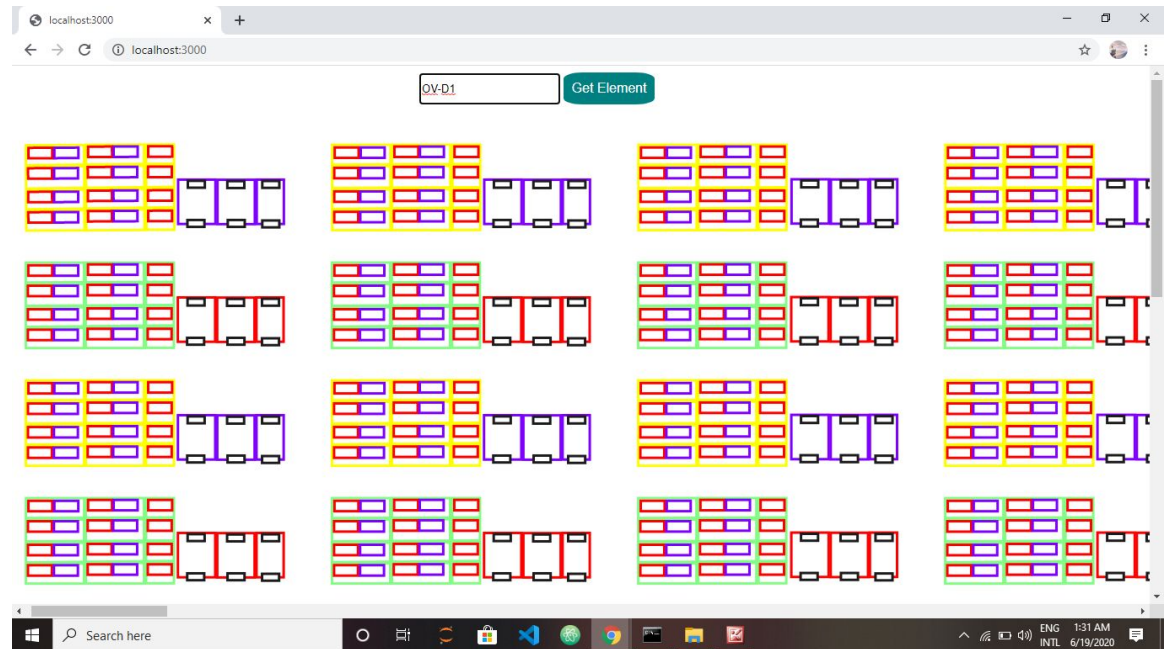 localhost:3000
localhost:3000
OV-D1 Get Element
Search here
ENG 1:31 AM
INTL 6/19/2020